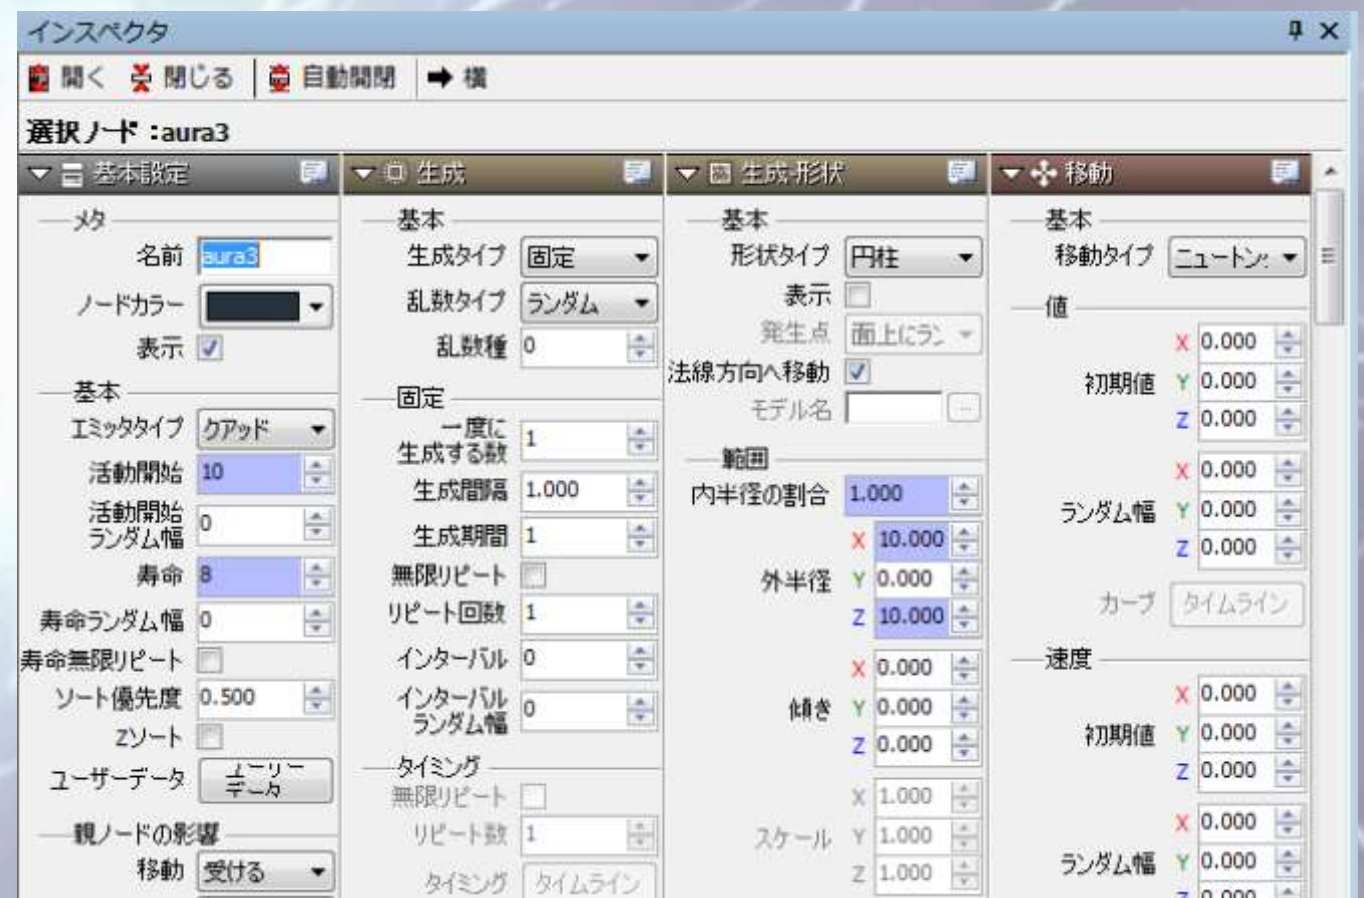 インスペクタ
開く 閉じる 自動開閉 横
選択ノード:aura3
基本設定
メタ
名前 aura3
ノードカラー
表示
基本
エミッタタイプ クアッド
活動開始 10
活動開始
ランダム幅 0
寿命 8
寿命ランダム幅 0
寿命無限リピート
ソート優先度 0.500
Zソート
ユーザーデータ
親ノードの影響
移動 受ける
生成
基本
生成タイプ 固定
乱数タイプ ランダム
乱数種 0
固定
一度に
生成する数 1
生成間隔 1.000
生成期間 1
無限リピート
リピート回数 1
インターバル 0
インターバル
ランダム幅 0
タイミング
無限リピート
リピート数 1
タイミング タイムライン
生成-形状
基本
形状タイプ 円柱
表示
発生点 面上にラン
法線方向へ移動
モデル名 ...
範囲
内半径の割合 1.000
X 10.000
外半径 Y 0.000
Z 10.000
X 0.000
傾き Y 0.000
Z 0.000
X 1.000
スケール Y 1.000
Z 1.000
移動
基本
移動タイプ ニュートン
値
X 0.000
初期値 Y 0.000
Z 0.000
X 0.000
ランダム幅 Y 0.000
Z 0.000
カーブ タイムライン
速度
X 0.000
初期値 Y 0.000
Z 0.000
X 0.000
ランダム幅 Y 0.000
Z 0.000